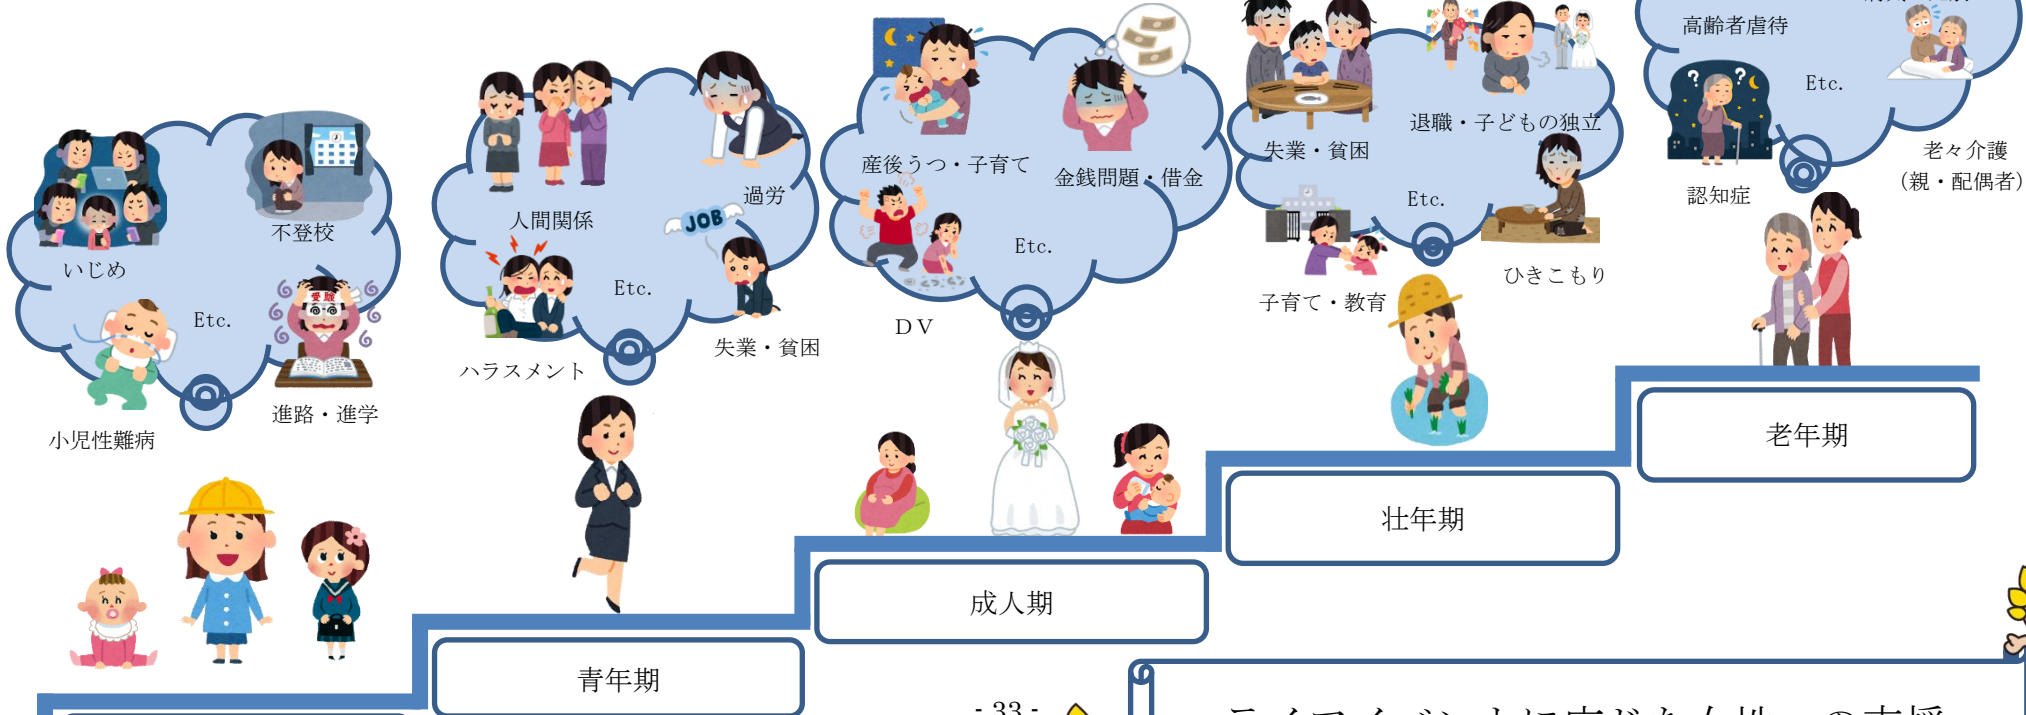 いじめ
不登校
Etc.
受験
小児性難病
進路・進学
人間関係
過労
JOB
Etc.
ハラスメント
失業・貧困
産後うつ・子育て
金銭問題・借金
Etc.
DV
失業・貧困
退職・子どもの独立
Etc.
子育て・教育
ひきこもり
高齢者虐待
Etc.
? ?
認知症
老々介護
(親・配偶者)
老年期
壮年期
成人期
青年期
- 33 -